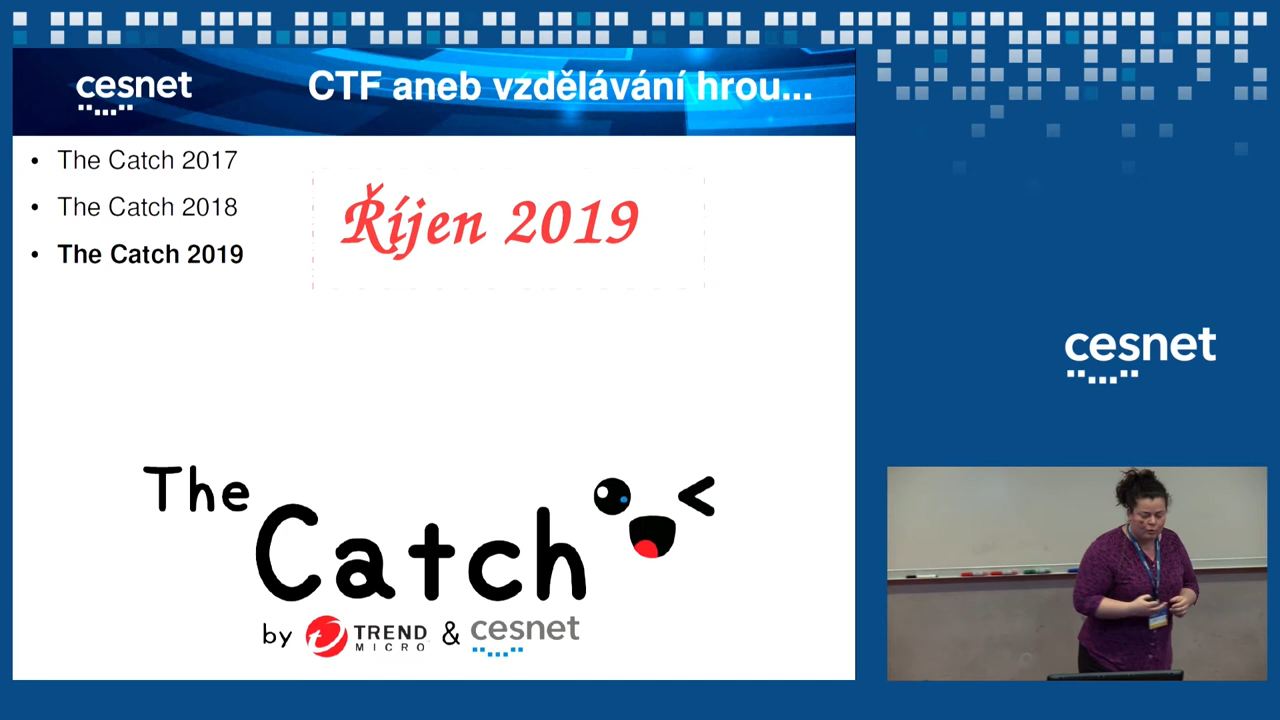 cesnet
CTF aneb vzdělávání hrou...
• The Catch 2017
• The Catch 2018
• The Catch 2019
Říjen 2019
The
Catch
by TREND MICRO & cesnet
cesnet